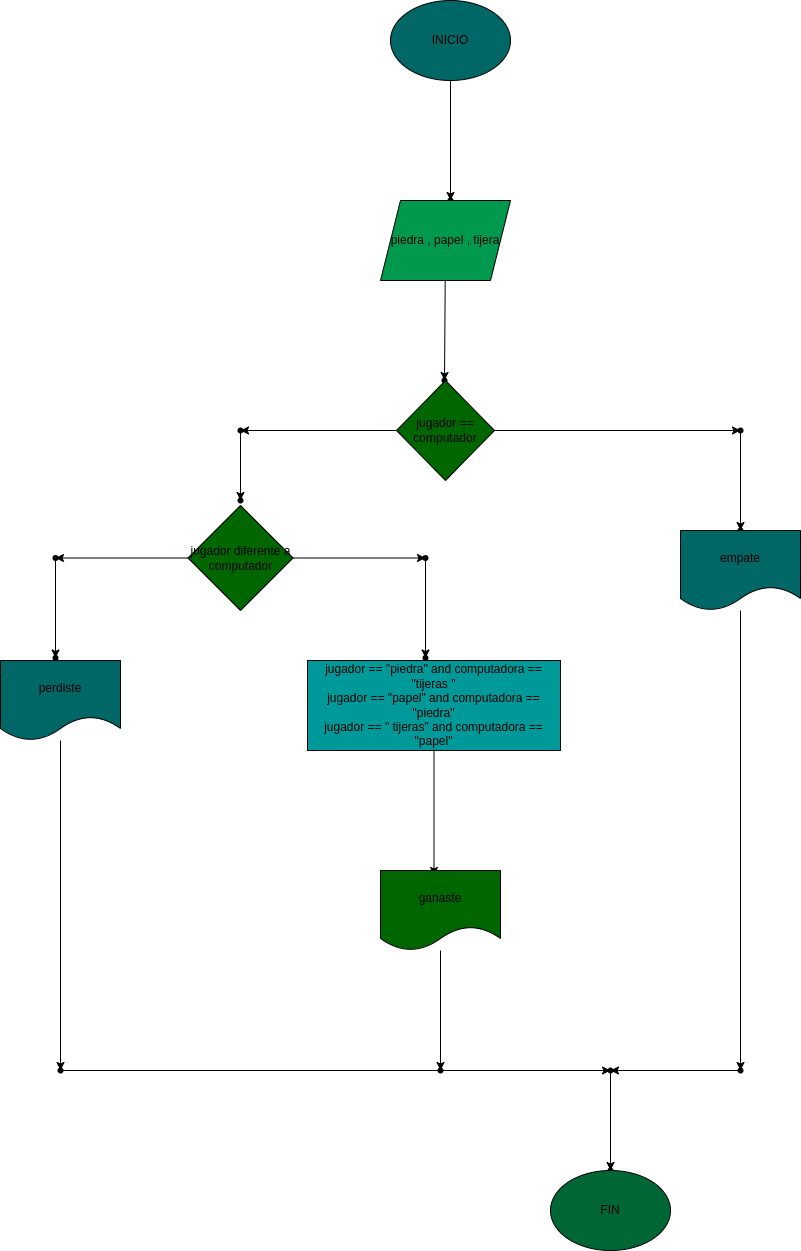 INICIO
piedra , papel , tijera
jugador ==
computador
jugador diferente a
computador
empate
perdiste
jugador == "piedra" and computadora ==
"tijeras "
jugador == "papel" and computadora ==
"piedra"
jugador == " tijeras" and computadora ==
"papel"
ganaste
FIN